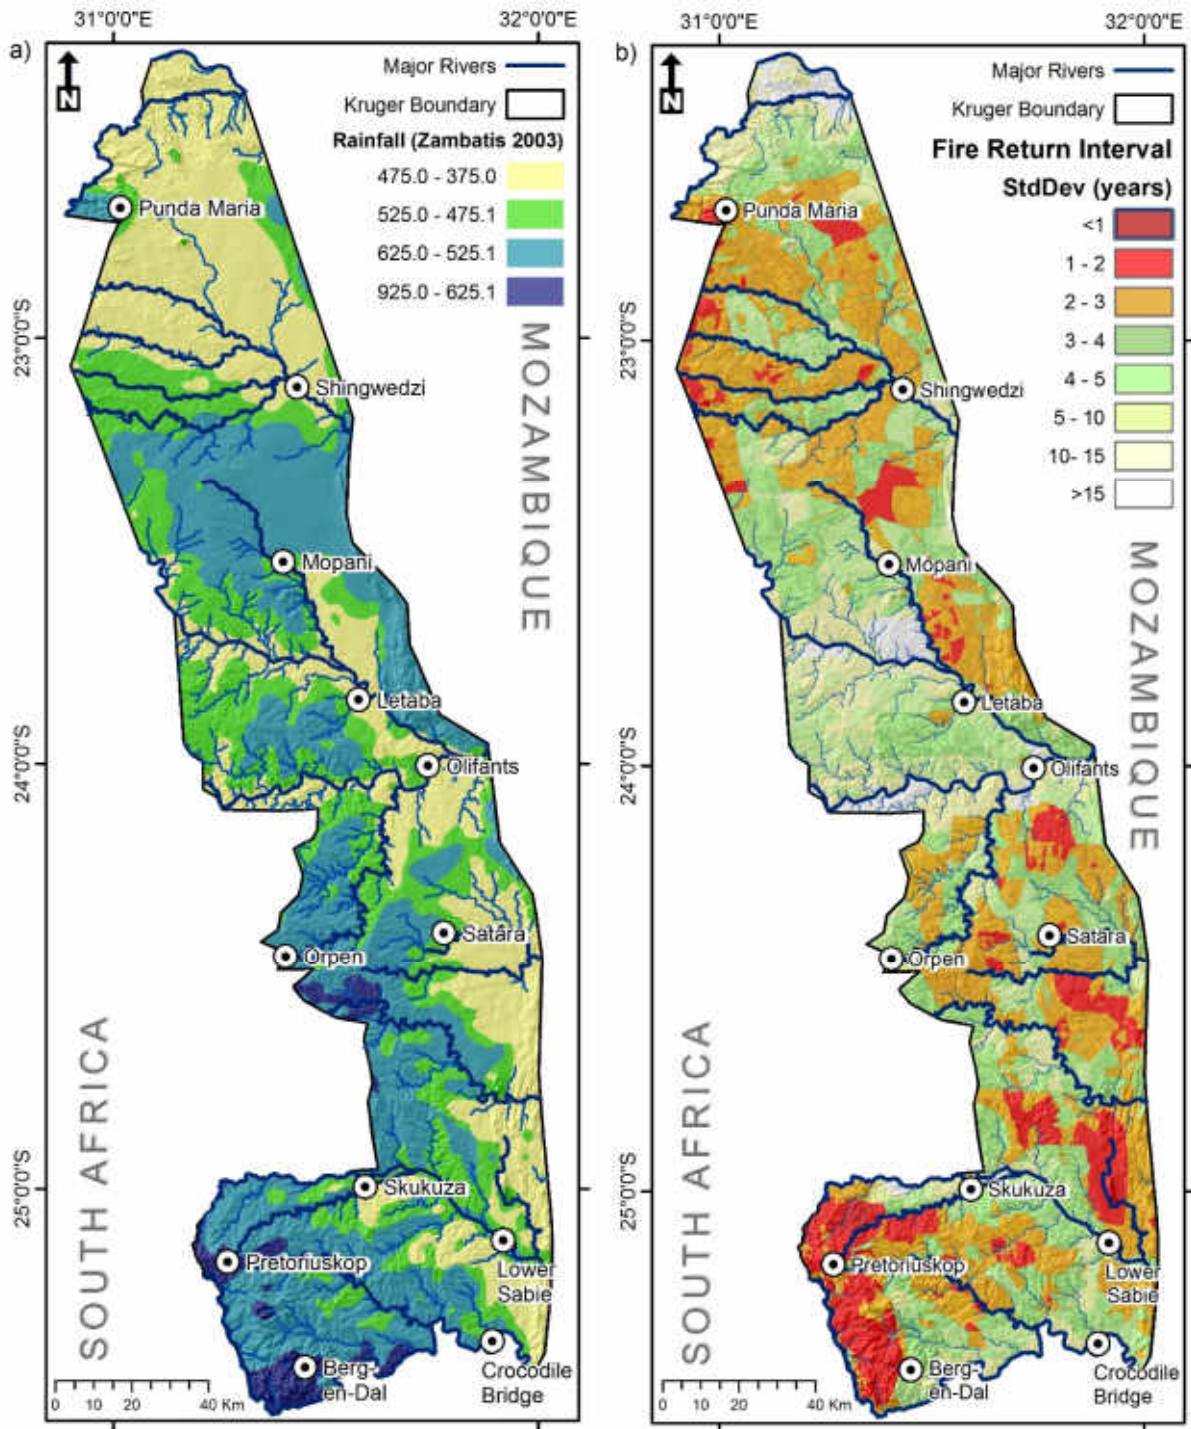 31°0'0"E
32°0'0"E
a)
N
Major Rivers
Kruger Boundary
Rainfall (Zambatis 2003)
475.0 - 375.0
525.0 - 475.1
625.0 - 525.1
925.0 - 625.1
Punda Maria
23°0'0"S
Shingwedzi
MOZAMBIQUE
Mopani
Letaba
24°0'0"S
Olifants
Satara
Orpen
SOUTH AFRICA
25°0'0"S
Skukuza
Pretoriuskop
Lower
Sabie
Berg-
en-Dal
Crocodile
Bridge
0 10 20 40 Km
31°0'0"E
32°0'0"E
b)
N
Major Rivers
Kruger Boundary
Fire Return Interval
StdDev (years)
<1
1 - 2
2 - 3
3 - 4
4 - 5
5 - 10
10- 15
>15
Punda Maria
23°0'0"S
Shingwedzi
MOZAMBIQUE
Mopani
Letaba
24°0'0"S
Olifants
Satara
Orpen
SOUTH AFRICA
25°0'0"S
Skukuza
Pretoriuskop
Lower
Sabie
Berg-
en-Dal
Crocodile
Bridge
0 10 20 40 Km